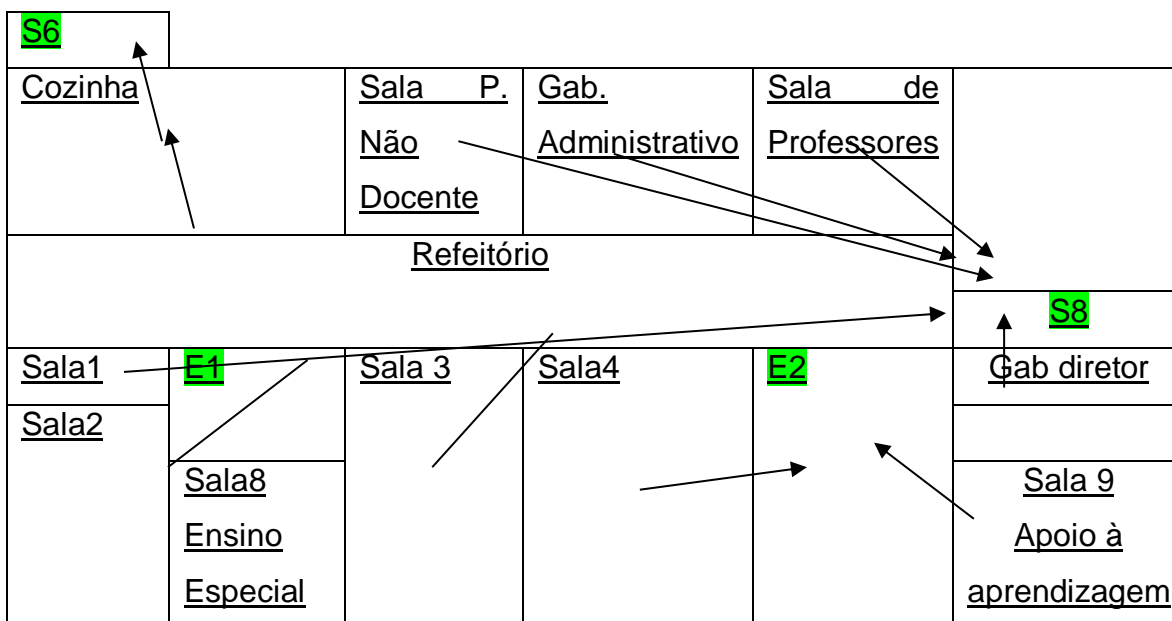 S6
Cozinha
Sala P.
Não
Docente
Gab.
Administrativo
Sala de
Professores
Refeitório
S8
Sala1
E1
Sala 3
Sala4
E2
Gab diretor
Sala2
Sala8
Ensino
Especial
Sala 9
Apoio à
aprendizagem